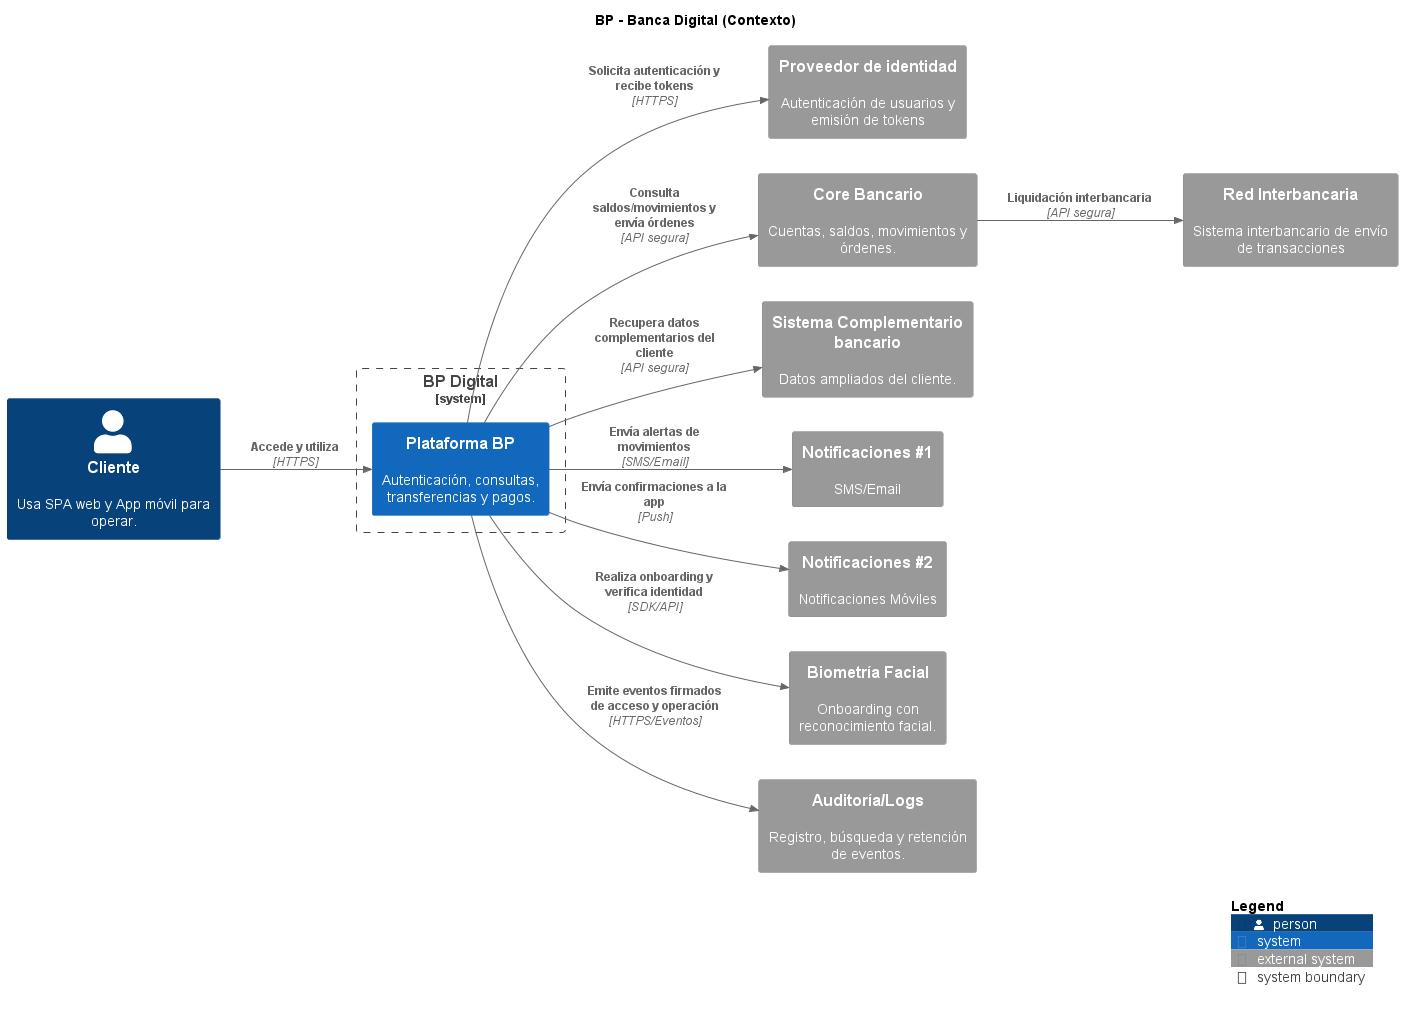 BP - Banca Digital (Contexto)
Proveedor de identidad
Autenticación de usuarios y
emisión de tokens
Solicita autenticación y
recibe tokens
[HTTPS]
Consulta
saldos/movimientos y
envía órdenes
[API segura]
Core Bancario
Cuentas, saldos, movimientos y
órdenes.
Liquidación interbancaria
[API segura]
Red Interbancaria
Sistema interbancario de envío
de transacciones
Recupera datos
complementarios del
cliente
[API segura]
Sistema Complementario
bancario
Datos ampliados del cliente.
Cliente
Usa SPA web y App móvil para
operar.
Accede y utiliza
[HTTPS]
BP Digital
[system]
Plataforma BP
Autenticación, consultas,
transferencias y pagos.
Envía alertas de
movimientos
[SMS/Email]
Notificaciones #1
SMS/Email
Envía confirmaciones a la
app
[Push]
Notificaciones #2
Notificaciones Móviles
Realiza onboarding y
verifica identidad
[SDK/API]
Biometría Facial
Onboarding con
reconocimiento facial.
Emite eventos firmados
de acceso y operación
[HTTPS/Eventos]
Auditoría/Logs
Registro, búsqueda y retención
de eventos.
Legend
person
system
external system
system boundary